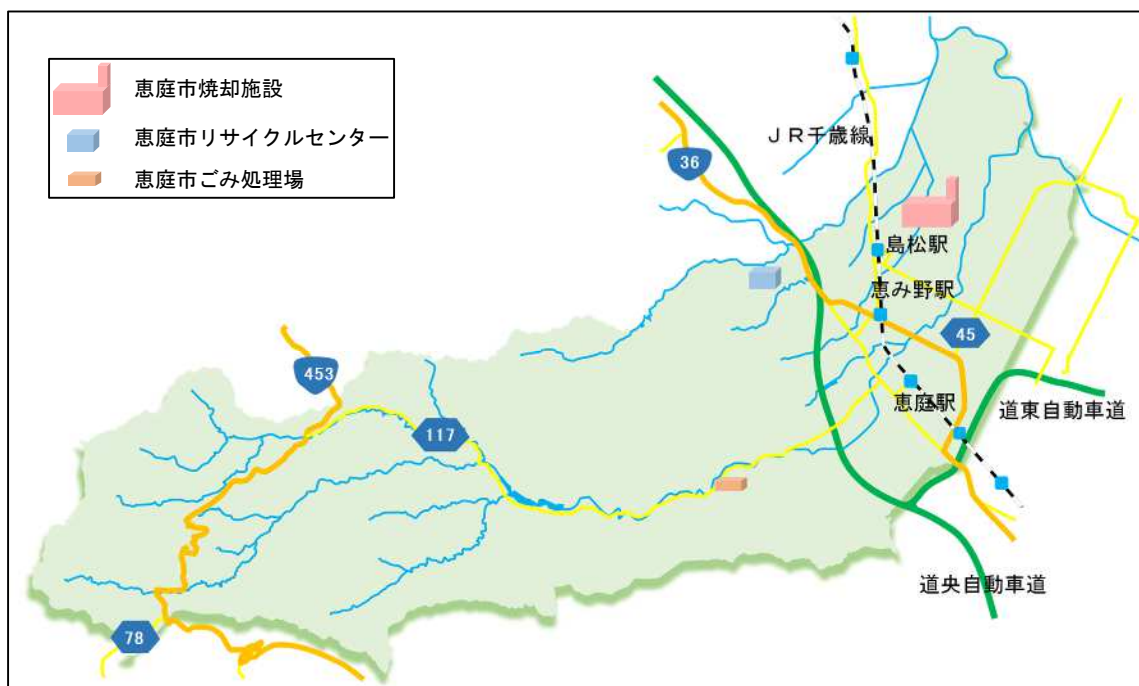 恵庭市焼却施設
恵庭市リサイクルセンター
恵庭市ごみ処理場
ＪＲ千歳線
36
島松駅
恵み野駅
45
453
恵庭駅
道東自動車道
117
道央自動車道
78